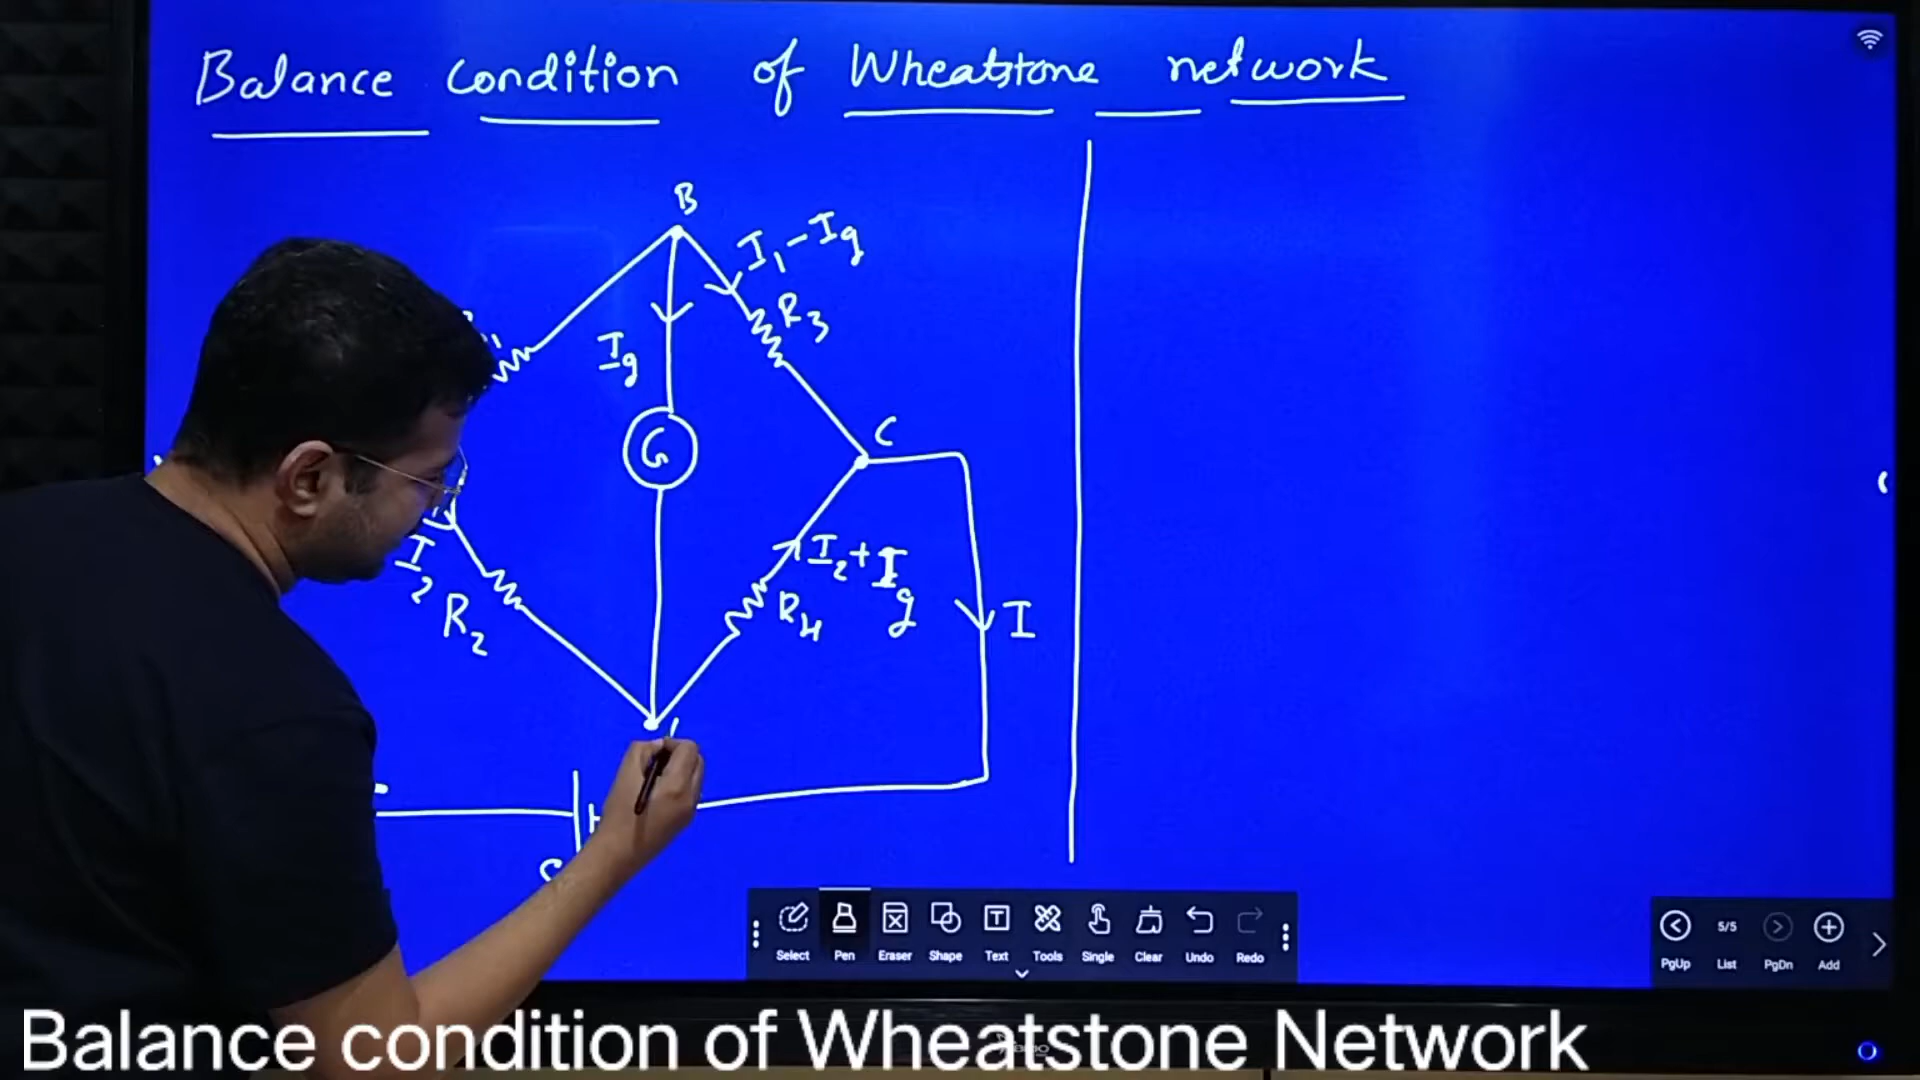 Balance condition of Wheatstone network
B
I₁-Ig
R₃
Ig
C
G
I₂
R₂
I₂+Ig
R₄
I
Select Pen Eraser Shape Text Tools Single Clear Undo Redo
5/5
PgUp List PgDn Add
Balance condition of Wheatstone Network